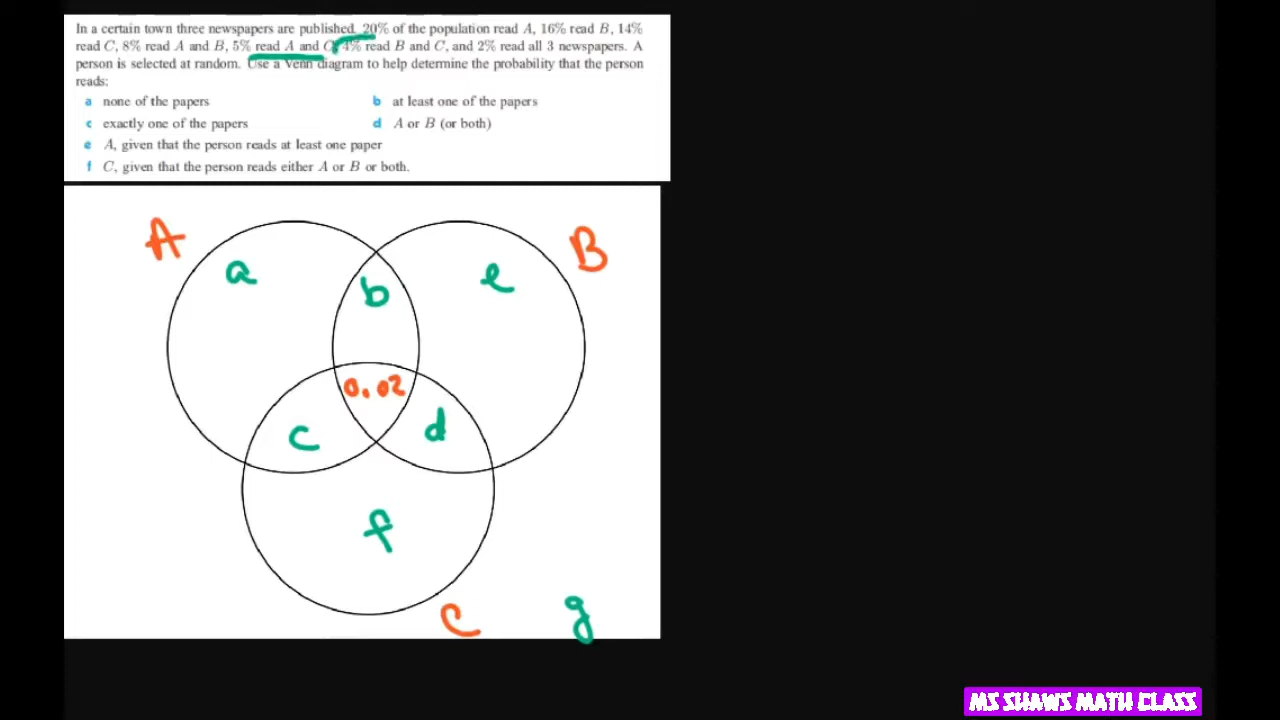 In a certain town three newspapers are published. 20% of the population read A, 16% read B, 14%
read C, 8% read A and B, 5% read A and C, 4% read B and C, and 2% read all 3 newspapers. A
person is selected at random. Use a Venn diagram to help determine the probability that the person
reads:
a none of the papers
b at least one of the papers
c exactly one of the papers
d A or B (or both)
e A, given that the person reads at least one paper
f C, given that the person reads either A or B or both.
A
B
a
b
e
0.02
c
d
f
C
g
MS SHAWS MATH CLASS